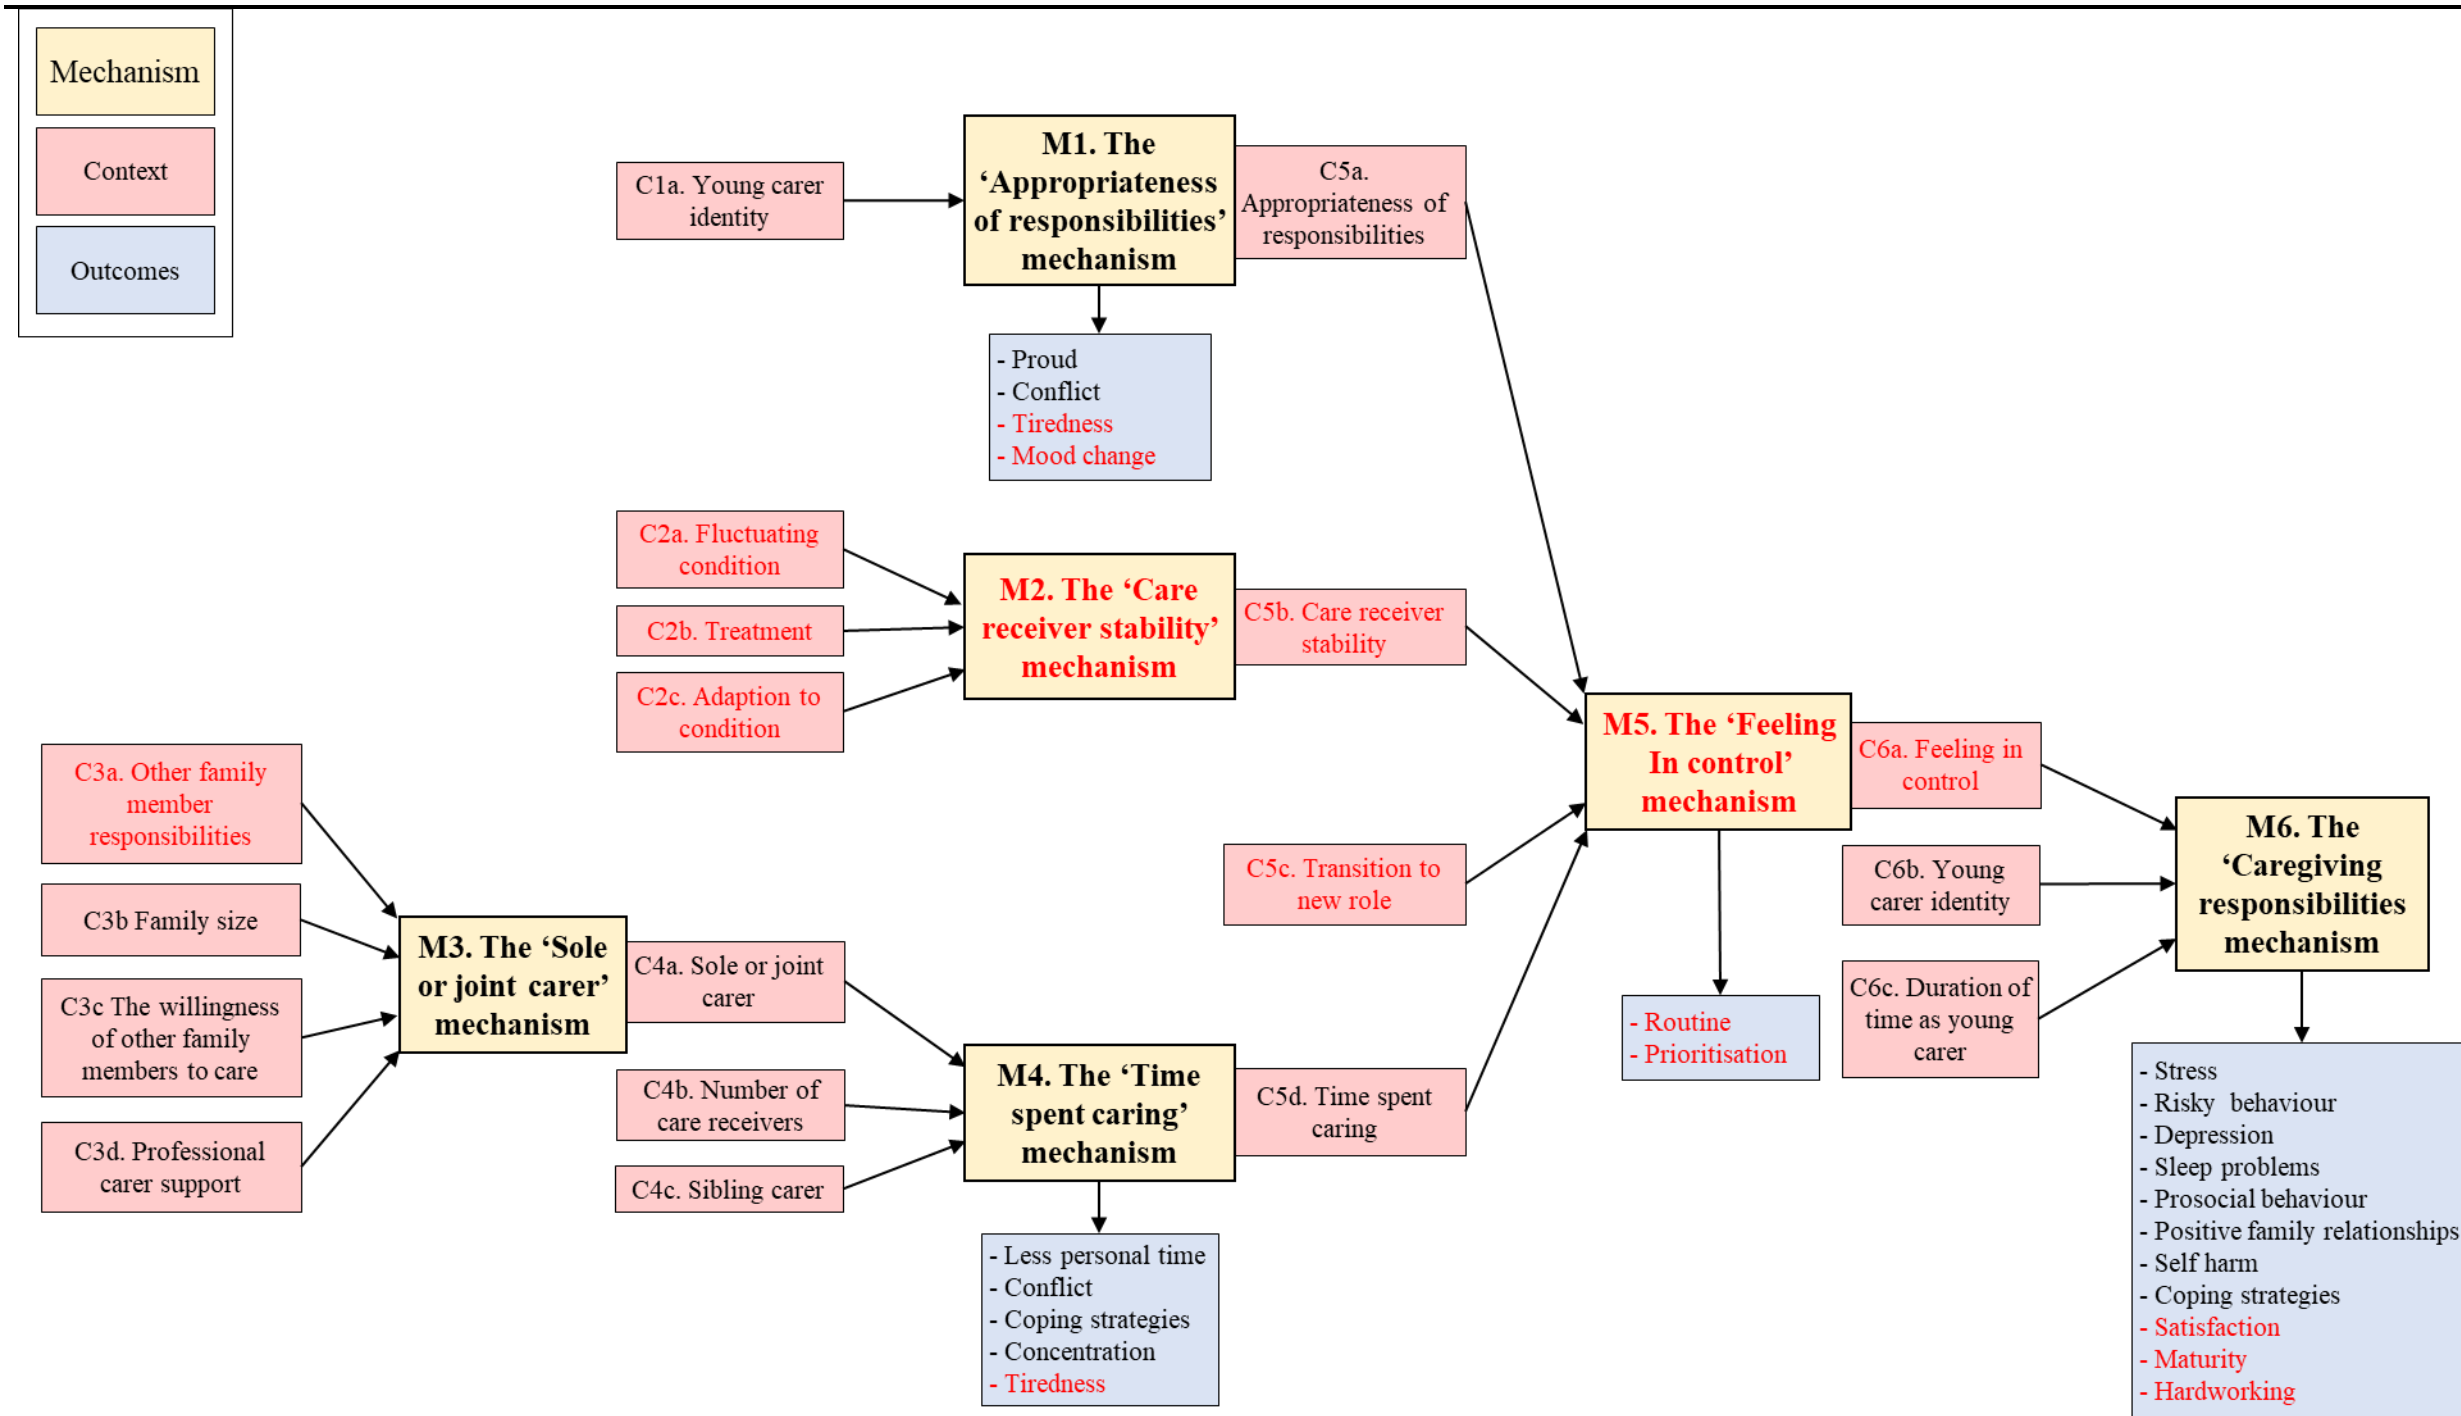 Mechanism
Context
Outcomes
C1a. Young carer
identity
M1. The
‘Appropriateness
of responsibilities’
mechanism
C5a.
Appropriateness of
responsibilities
- Proud
- Conflict
- Tiredness
- Mood change
C2a. Fluctuating
condition
C2b. Treatment
C2c. Adaption to
condition
M2. The ‘Care
receiver stability’
mechanism
C5b. Care receiver
stability
C3a. Other family
member
responsibilities
C3b Family size
C3c The willingness
of other family
members to care
C3d. Professional
carer support
M3. The ‘Sole
or joint carer’
mechanism
C4a. Sole or joint
carer
C4b. Number of
care receivers
C4c. Sibling carer
M4. The ‘Time
spent caring’
mechanism
C5d. Time spent
caring
- Less personal time
- Conflict
- Coping strategies
- Concentration
- Tiredness
C5c. Transition to
new role
M5. The ‘Feeling
In control’
mechanism
- Routine
- Prioritisation
C6a. Feeling in
control
C6b. Young
carer identity
C6c. Duration of
time as young
carer
M6. The
‘Caregiving
responsibilities
mechanism
- Stress
- Risky behaviour
- Depression
- Sleep problems
- Prosocial behaviour
- Positive family relationships
- Self harm
- Coping strategies
- Satisfaction
- Maturity
- Hardworking